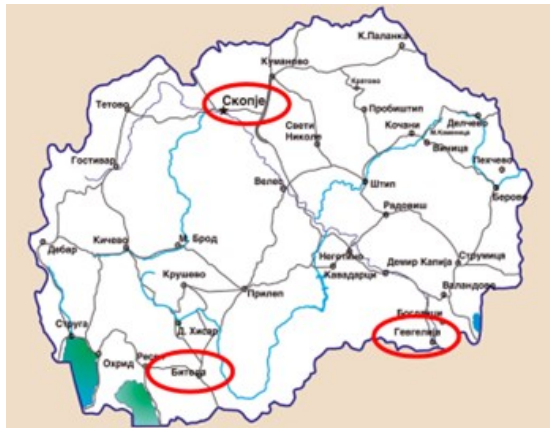 К.Паланка
Куманово
Кратово
Скопје
Тетово
Пробиштип
Делчево
Свети
Николе
Кочани
М.Каменица
Виница
Гостивар
Пехчево
Велес
Штип
Берово
Радовиш
Дебар
Кичево
М. Брод
Неготино
Кавадарци
Демир Капија
Струмица
Крушево
Прилеп
Валандово
Богданци
Струга
Д. Хисар
Гевгелија
Охрид
Ресен
Битола